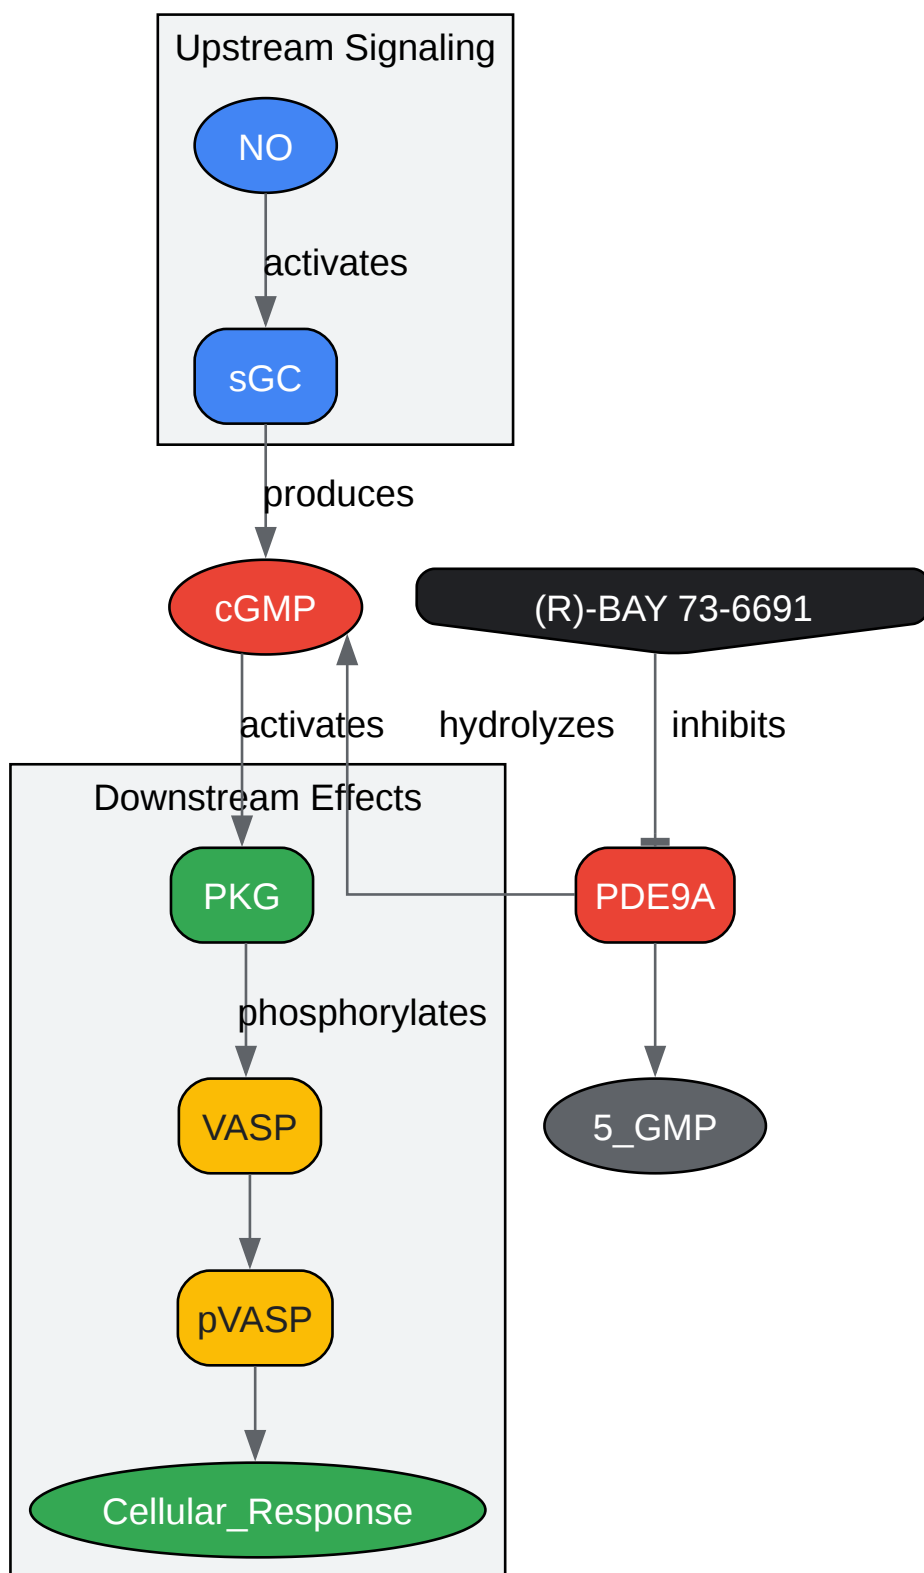 Upstream Signaling
NO
activates
sGC
produces
cGMP
(R)-BAY 73-6691
activates
hydrolyzes
inhibits
Downstream Effects
PKG
PDE9A
phosphorylates
VASP
5_GMP
pVASP
Cellular_Response